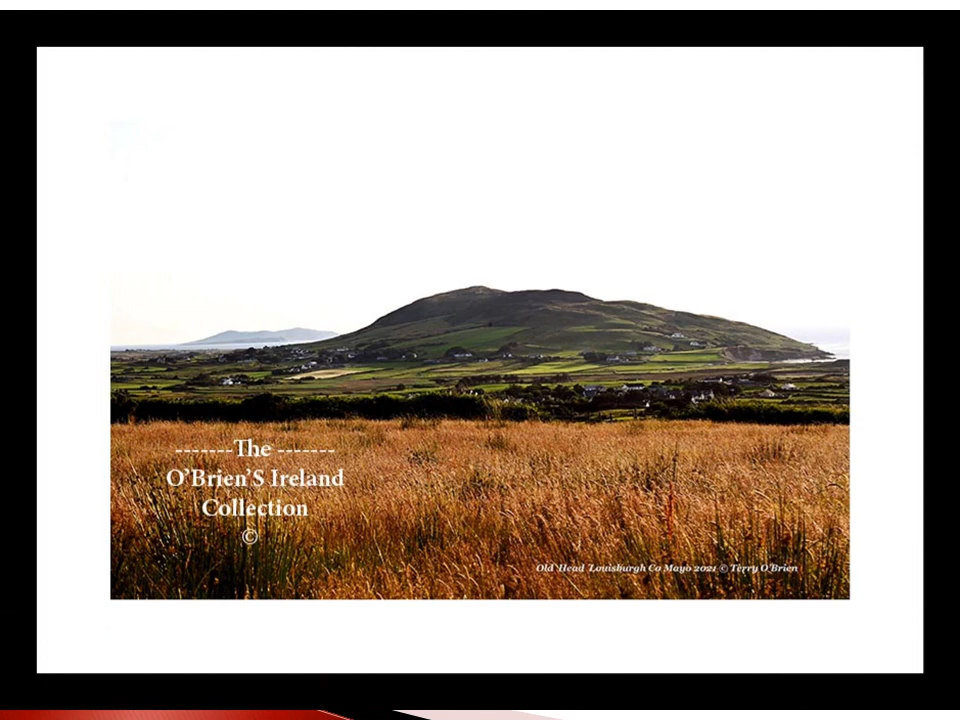 -------The -------
O’Brien’S Ireland
Collection
©
Old Head Louisburgh Co Mayo 2021 © Terry O’Brien